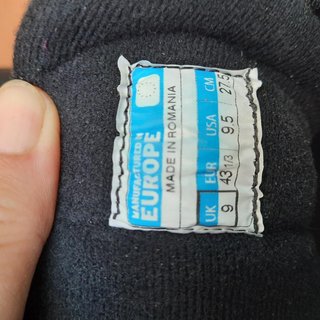 MANUFACTURED IN
EUROPE
MADE IN ROMANIA
UK EUR USA CM
9 43 1/3 9.5 27.5